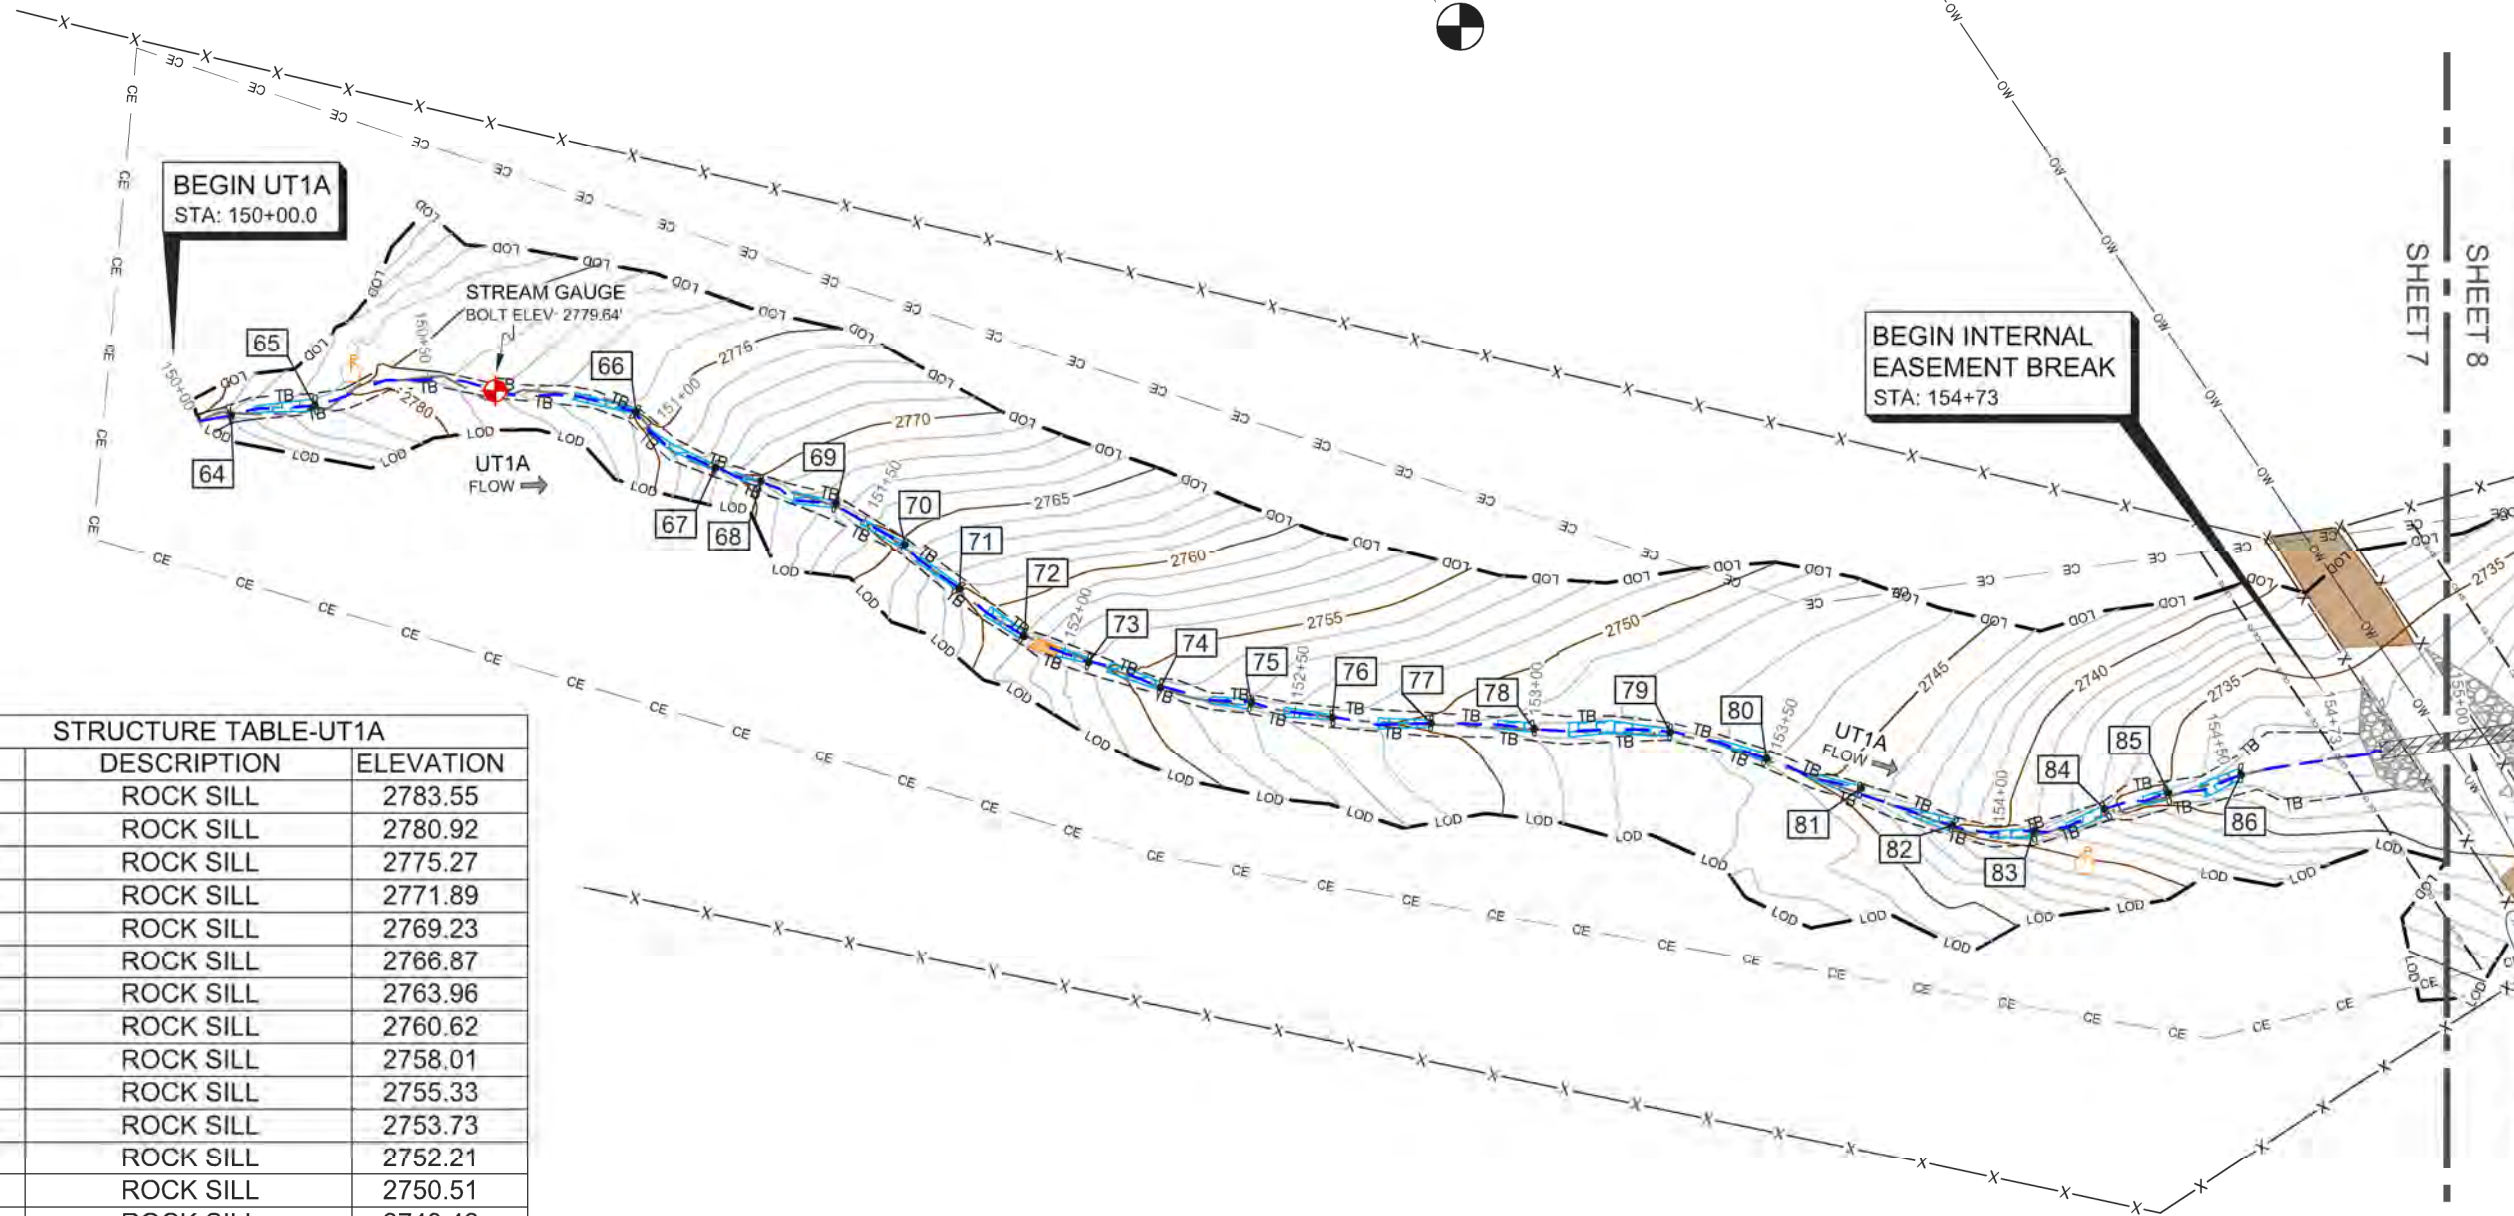 BEGIN UT1A
STA: 150+00.0
STREAM GAUGE
BOLT ELEV: 2779.64'
BEGIN INTERNAL
EASEMENT BREAK
STA: 154+73
SHEET 7
SHEET 8
UT1A
FLOW
UT1A
FLOW
64
65
66
67
68
69
70
71
72
73
74
75
76
77
78
79
80
81
82
83
84
85
86
150+00
150+50
151+00
151+50
152+00
152+50
153+00
153+50
154+00
154+50
154+73
155+00
2780
2775
2770
2765
2760
2755
2750
2745
2740
2735
2735
STRUCTURE TABLE-UT1A
DESCRIPTION ELEVATION
ROCK SILL 2783.55
ROCK SILL 2780.92
ROCK SILL 2775.27
ROCK SILL 2771.89
ROCK SILL 2769.23
ROCK SILL 2766.87
ROCK SILL 2763.96
ROCK SILL 2760.62
ROCK SILL 2758.01
ROCK SILL 2755.33
ROCK SILL 2753.73
ROCK SILL 2752.21
ROCK SILL 2750.51
CE
LOD
TB
OW
X
UW